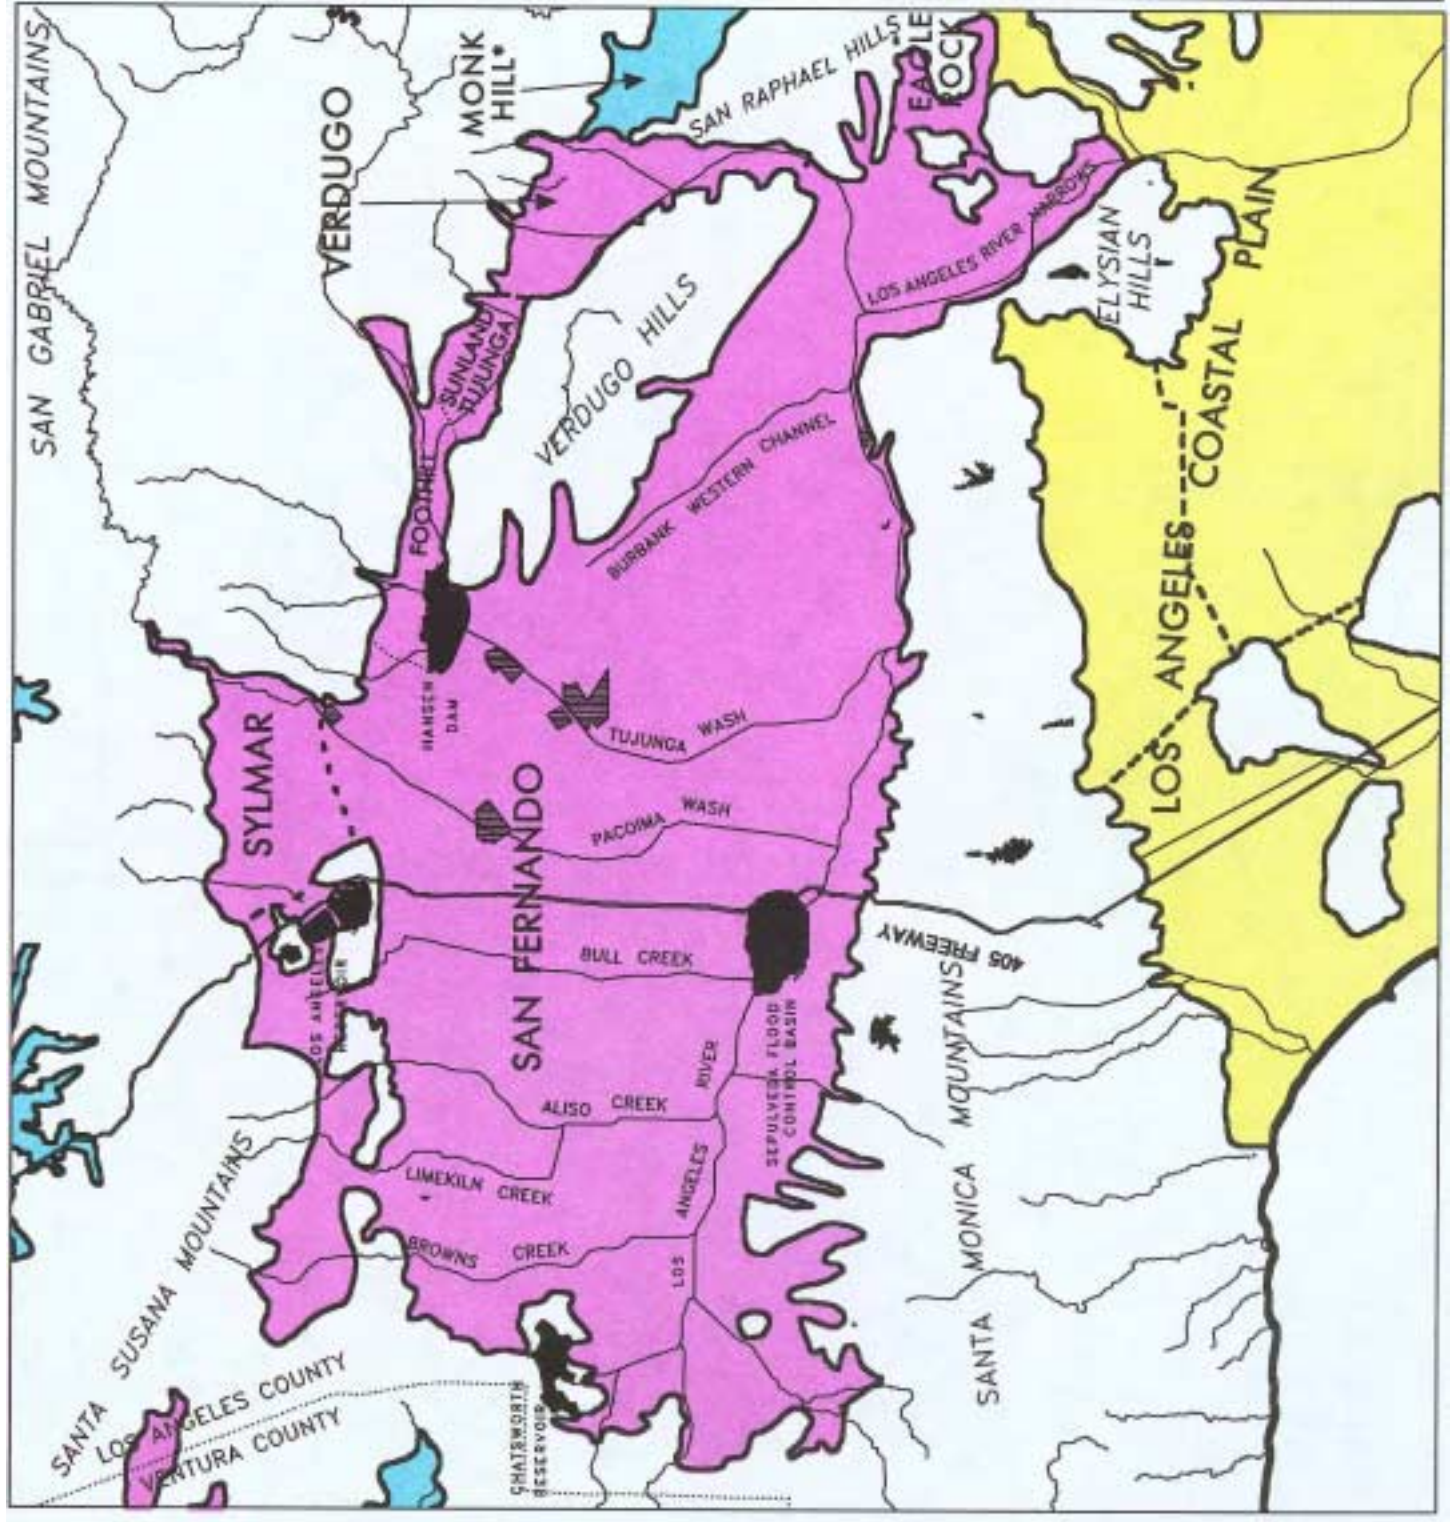 SAN GABRIEL MOUNTAINS
VERDUGO
MONK
HILL*
SAN RAPHAEL HILLS
EAGLE
ROCK
SUNLAND
TUJUNGA
VERDUGO HILLS
LOS ANGELES RIVER NARROWS
ELYSIAN
HILLS
FOOTHILL
BURBANK WESTERN CHANNEL
LOS ANGELES COASTAL PLAIN
SYLMAR
HANSEN
DAM
TUJUNGA WASH
PACOIMA WASH
SAN FERNANDO
BULL CREEK
405 FREEWAY
LOS ANGELES
RESERVOIR
SEPULVEDA FLOOD
CONTROL BASIN
ALISO CREEK
LIMEKILN CREEK
BROWNS CREEK
LOS ANGELES RIVER
SANTA SUSANA MOUNTAINS
SANTA MONICA MOUNTAINS
LOS ANGELES COUNTY
VENTURA COUNTY
CHATSWORTH
RESERVOIR